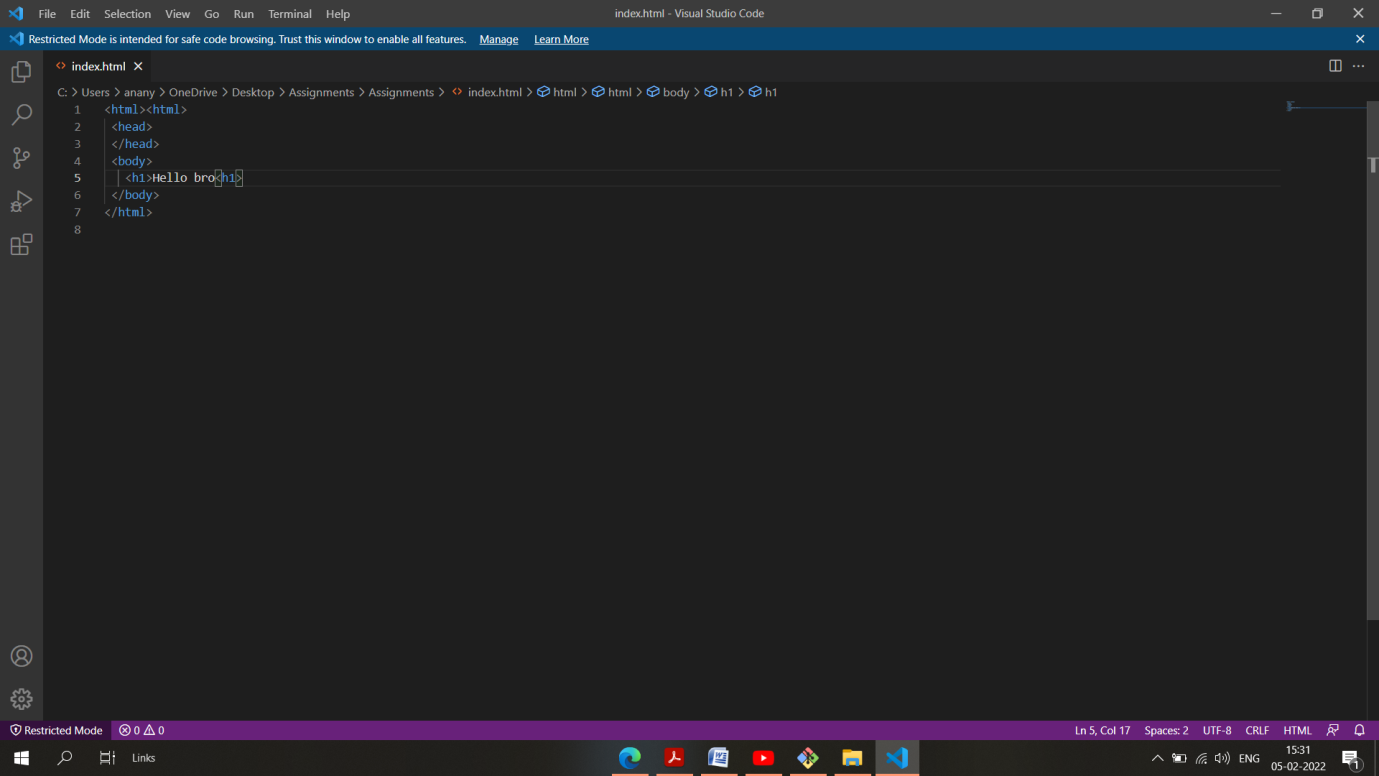 File Edit Selection View Go Run Terminal Help index.html - Visual Studio Code
Restricted Mode is intended for safe code browsing. Trust this window to enable all features. Manage Learn More
index.html
C: > Users > anany > OneDrive > Desktop > Assignments > Assignments > index.html > html > html > body > h1 > h1
1 <html><html>
2 <head>
3 </head>
4 <body>
5 <h1>Hello bro<h1>
6 </body>
7 </html>
8
Restricted Mode 0 0 Ln 5, Col 17 Spaces: 2 UTF-8 CRLF HTML
Links ENG 15:31
05-02-2022 1